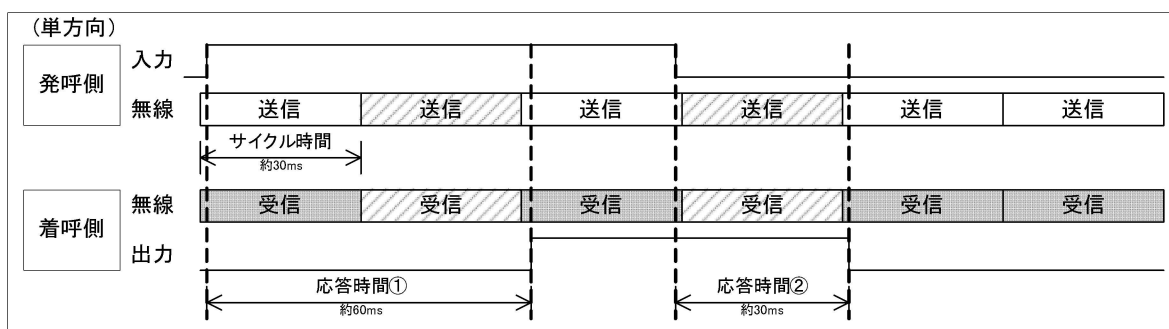 (単方向)
発呼側
入力
無線
送信 送信 送信 送信 送信 送信
サイクル時間
約30ms
着呼側
無線
受信 受信 受信 受信 受信 受信
出力
応答時間① 応答時間②
約60ms 約30ms